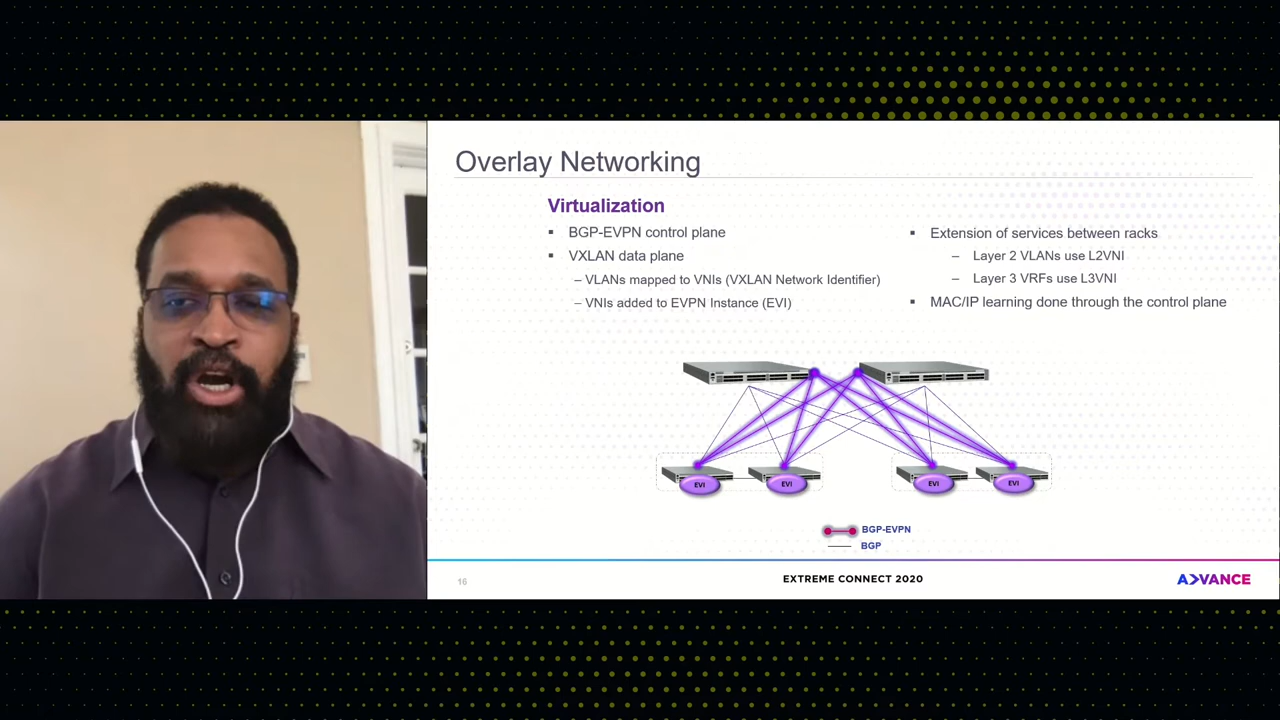 Overlay Networking
Virtualization
▪ BGP-EVPN control plane
▪ VXLAN data plane
– VLANs mapped to VNIs (VXLAN Network Identifier)
– VNIs added to EVPN Instance (EVI)
▪ Extension of services between racks
– Layer 2 VLANs use L2VNI
– Layer 3 VRFs use L3VNI
▪ MAC/IP learning done through the control plane
EVI
EVI
EVI
EVI
BGP-EVPN
BGP
16
EXTREME CONNECT 2020
ADVANCE